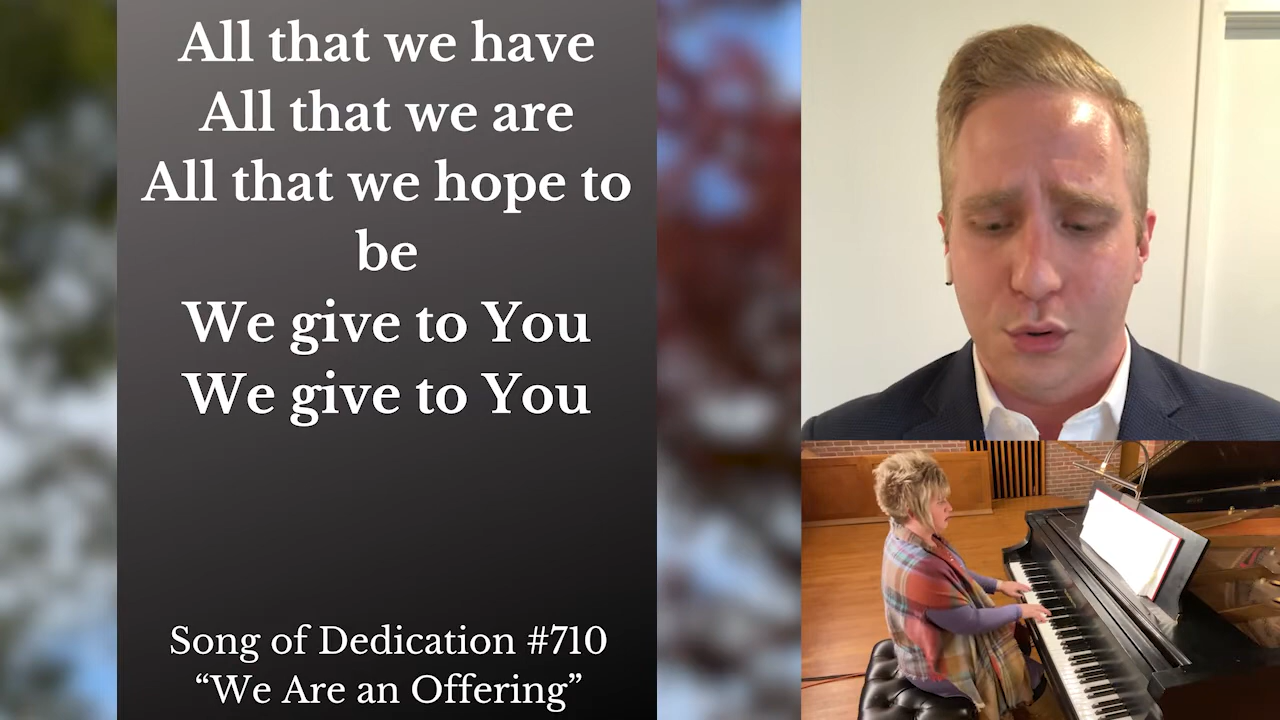 All that we have
All that we are
All that we hope to
be
We give to You
We give to You
Song of Dedication #710
“We Are an Offering”